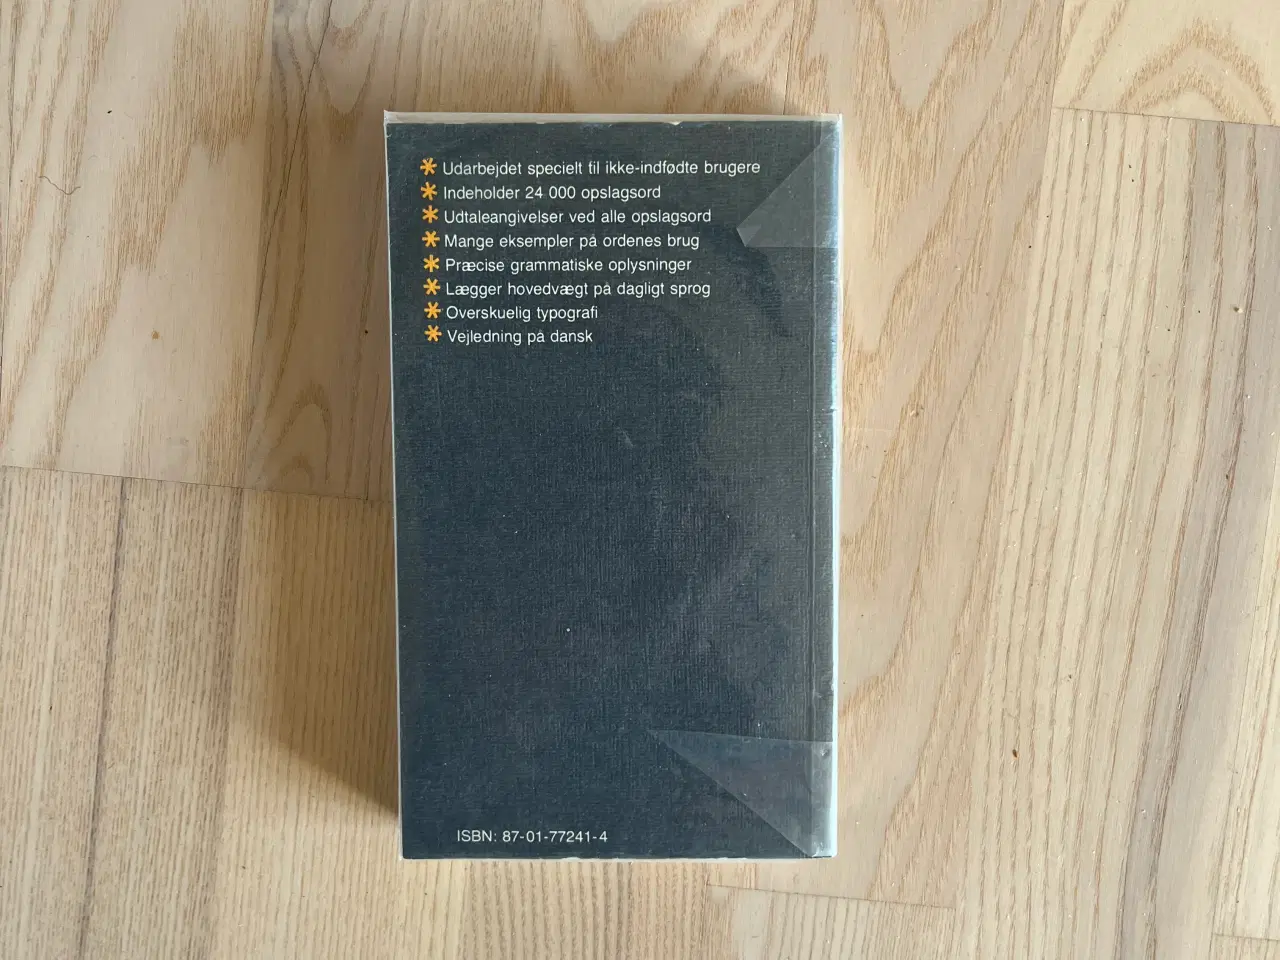 * Udarbejdet specielt til ikke-indfødte brugere
* Indeholder 24 000 opslagsord
* Udtaleangivelser ved alle opslagsord
* Mange eksempler på ordenes brug
* Præcise grammatiske oplysninger
* Lægger hovedvægt på dagligt sprog
* Overskuelig typografi
* Vejledning på dansk
ISBN: 87-01-77241-4